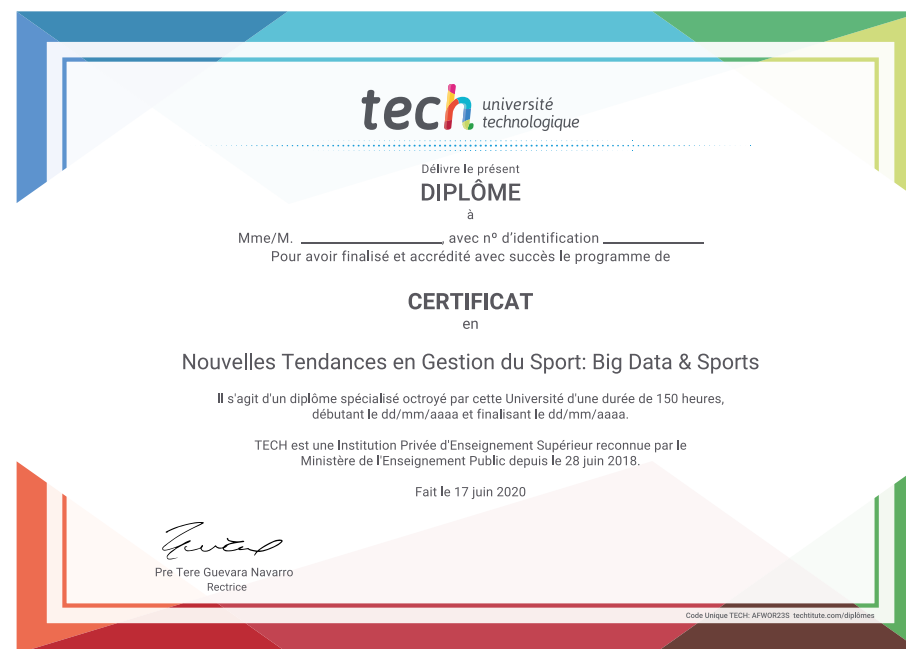 tech université
technologique
Délivre le présent
DIPLÔME
à
Mme/M. ____________________, avec nº d'identification ______________
Pour avoir finalisé et accrédité avec succès le programme de
CERTIFICAT
en
Nouvelles Tendances en Gestion du Sport: Big Data & Sports
Il s'agit d'un diplôme spécialisé octroyé par cette Université d'une durée de 150 heures,
débutant le dd/mm/aaaa et finalisant le dd/mm/aaaa.
TECH est une Institution Privée d'Enseignement Supérieur reconnue par le
Ministère de l'Enseignement Public depuis le 28 juin 2018.
Fait le 17 juin 2020
Pre Tere Guevara Navarro
Rectrice
Code Unique TECH: AFWOR23S techtitute.com/diplômes